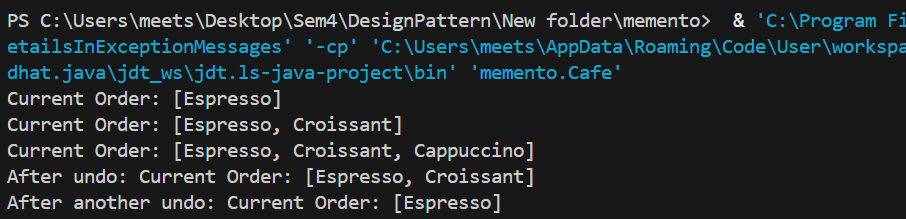 PS C:\Users\meets\Desktop\Sem4\DesignPattern\New folder\memento>  & 'C:\Program Fi
etailsInExceptionMessages' '-cp' 'C:\Users\meets\AppData\Roaming\Code\User\workspa
dhat.java\jdt_ws\jdt.ls-java-project\bin' 'memento.Cafe'
Current Order: [Espresso]
Current Order: [Espresso, Croissant]
Current Order: [Espresso, Croissant, Cappuccino]
After undo: Current Order: [Espresso, Croissant]
After another undo: Current Order: [Espresso]